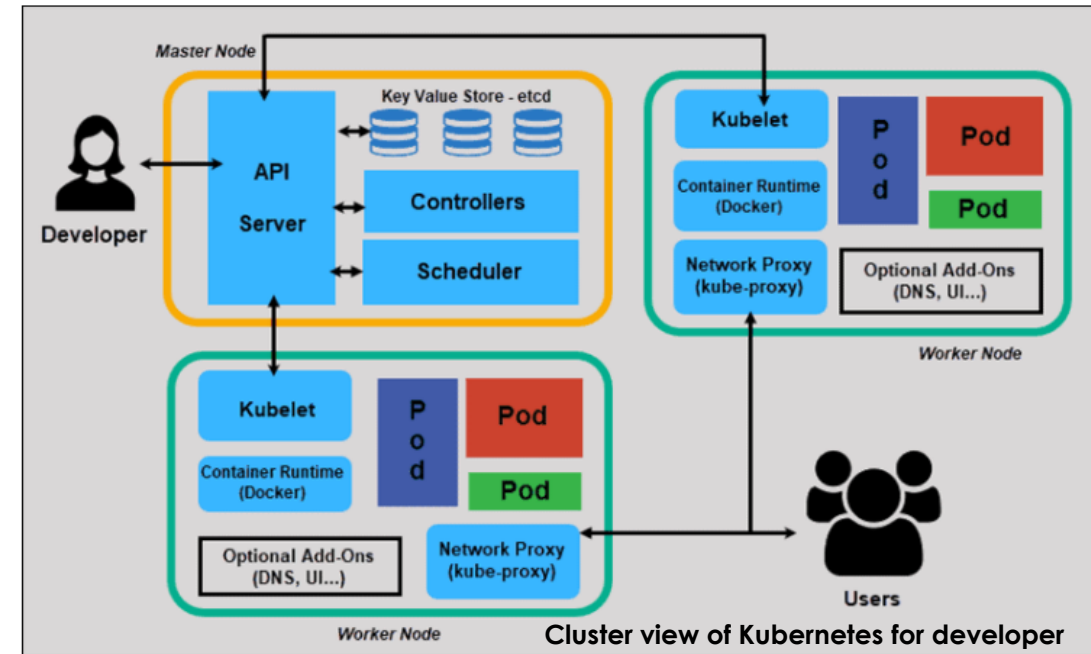 Master Node
Key Value Store - etcd
API
Server
Controllers
Scheduler
Developer
Kubelet
Container Runtime
(Docker)
Network Proxy
(kube-proxy)
P
o
d
Pod
Pod
Optional Add-Ons
(DNS, UI...)
Worker Node
Kubelet
Container Runtime
(Docker)
P
o
d
Pod
Pod
Optional Add-Ons
(DNS, UI...)
Network Proxy
(kube-proxy)
Worker Node
Users
Cluster view of Kubernetes for developer